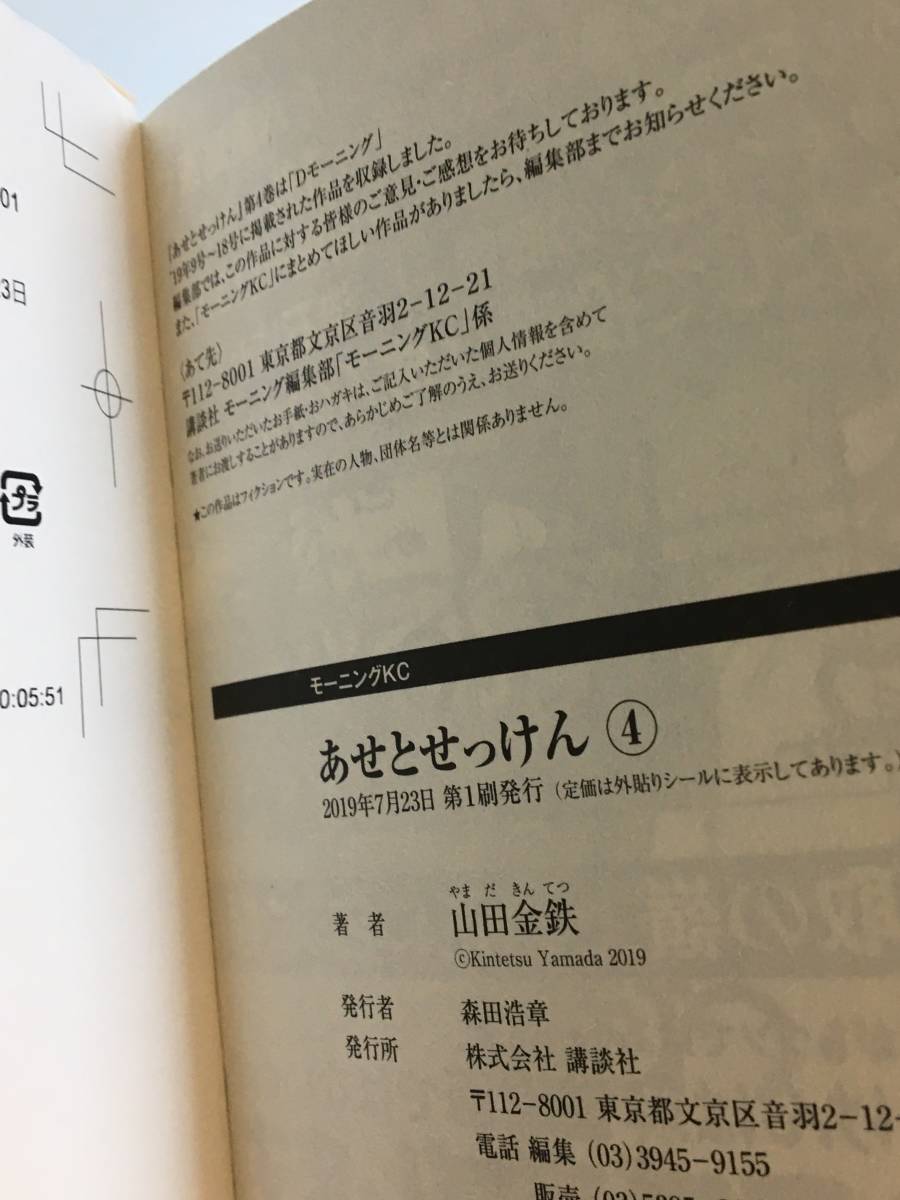 01
3日
プラ
外装
0:05:51
『あせとせっけん』第4巻は「Dモーニング」
'19年9号〜18号に掲載された作品を収録しました。
編集部では、この作品に対する皆様のご意見・ご感想をお待ちしております。
また、「モーニングKC」にまとめてほしい作品がありましたら、編集部までお知らせください。
〈あて先〉
〒112-8001 東京都文京区音羽2-12-21
講談社 モーニング編集部「モーニングKC」係
なお、お送りいただいたお手紙・おハガキは、ご記入いただいた個人情報を含めて
著者にお渡しすることがありますので、あらかじめご了解のうえ、お送りください。
★この作品はフィクションです。実在の人物、団体名等とは関係ありません。
モーニングKC
あせとせっけん ④
2019年7月23日 第1刷発行 (定価は外貼りシールに表示してあります。)
やま だ きん てつ
著者 山田金鉄
©Kintetsu Yamada 2019
発行者 森田浩章
発行所 株式会社 講談社
〒112-8001 東京都文京区音羽2-12-
電話 編集 (03)3945-9155
販売 (03)